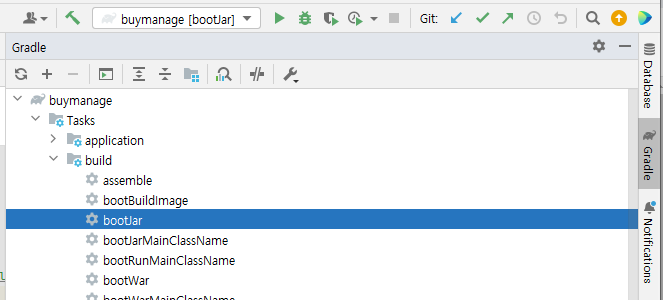 buymanage [bootJar]
Git:
Gradle
buymanage
Tasks
application
build
assemble
bootBuildImage
bootJar
bootJarMainClassName
bootRunMainClassName
bootWar
bootWarMainClassName
Database
Gradle
Notifications